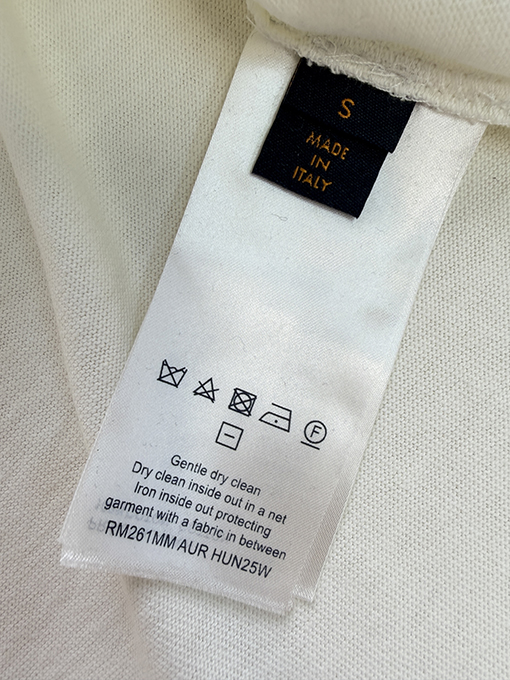 S
MADE
IN
ITALY
F
Gentle dry clean
Dry clean inside out in a net
Iron inside out protecting
garment with a fabric in between
RM261MM AUR HUN25W